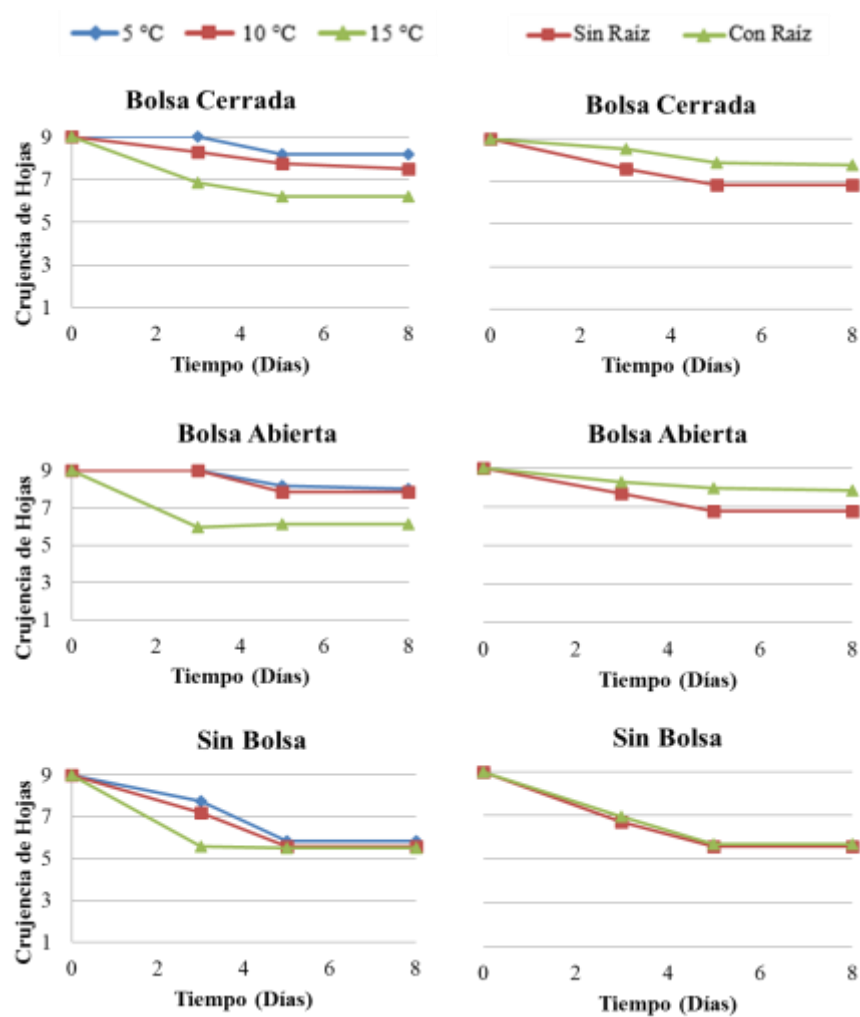 5 °C 10 °C 15 °C
Sin Raíz Con Raíz
Bolsa Cerrada
Crujencia de Hojas
9
7
5
3
1
0 2 4 6 8
Tiempo (Días)
Bolsa Cerrada
0 2 4 6 8
Tiempo (Días)
Bolsa Abierta
Crujencia de Hojas
9
7
5
3
1
0 2 4 6 8
Tiempo (Días)
Bolsa Abierta
0 2 4 6 8
Tiempo (Días)
Sin Bolsa
Crujencia de Hojas
9
7
5
3
1
0 2 4 6 8
Tiempo (Días)
Sin Bolsa
0 2 4 6 8
Tiempo (Días)